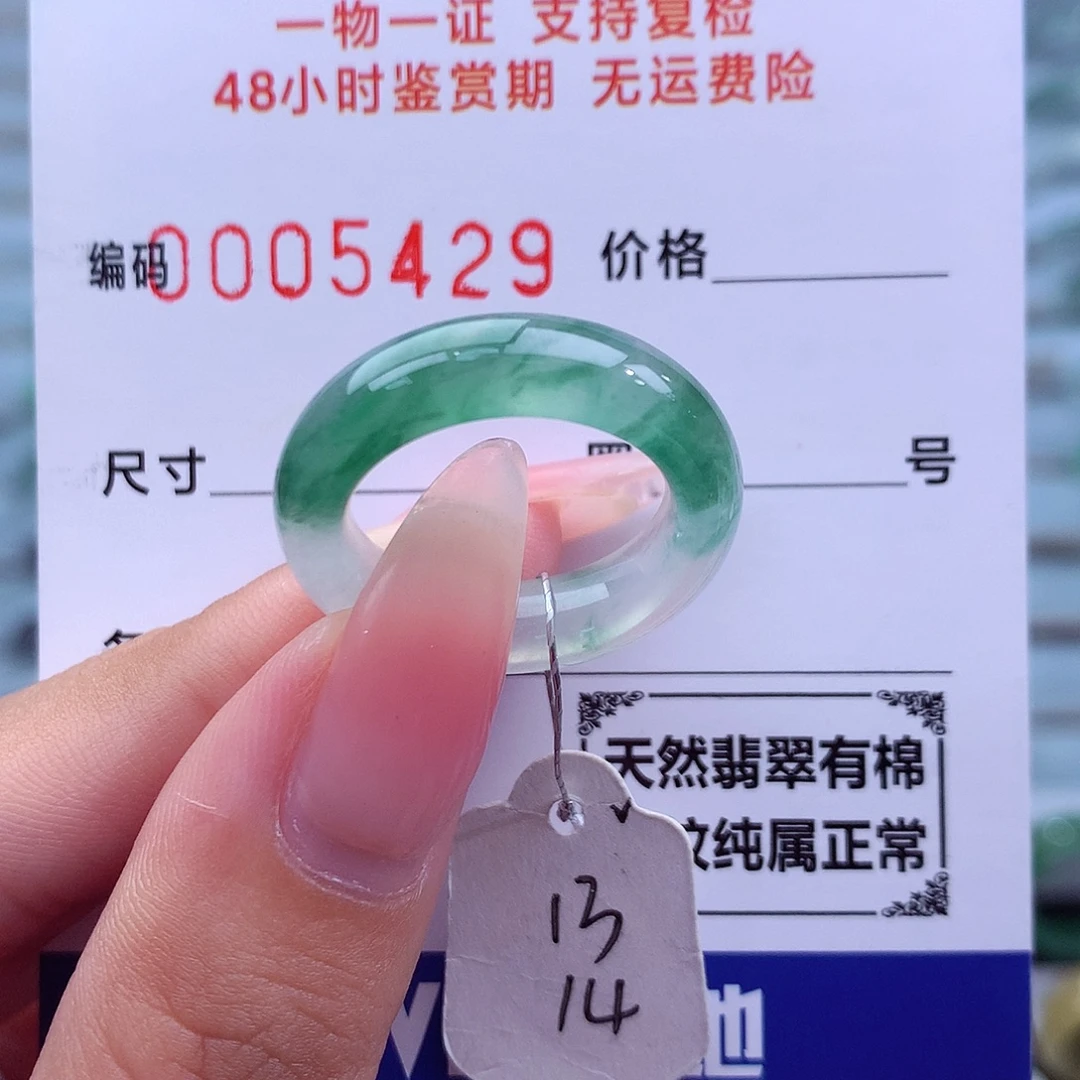 一物一证 支持复检
48小时鉴赏期 无运费险
编码0005429 价格
尺寸 号
天然翡翠有棉
纹纯属正常
13
14